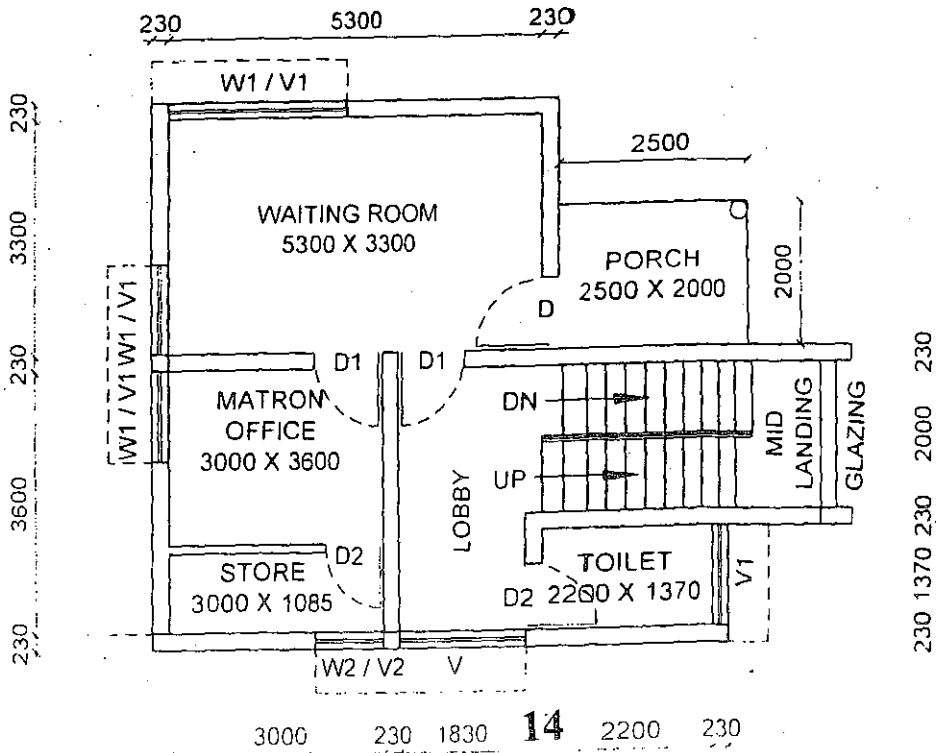 230 5300 230
W1 / V1
2500
WAITING ROOM
5300 X 3300
PORCH
2500 X 2000
2000
D
230
3300
230
3600
230
W1 / V1
W1 / V1
D1 D1
MATRON
OFFICE
3000 X 3600
DN
UP
LOBBY
MID
LANDING
GLAZING
230
2000
230
1370
230
D2
STORE
3000 X 1085
TOILET
D2 2200 X 1370
V1
W2 / V2 V
3000 230 1830 14 2200 230